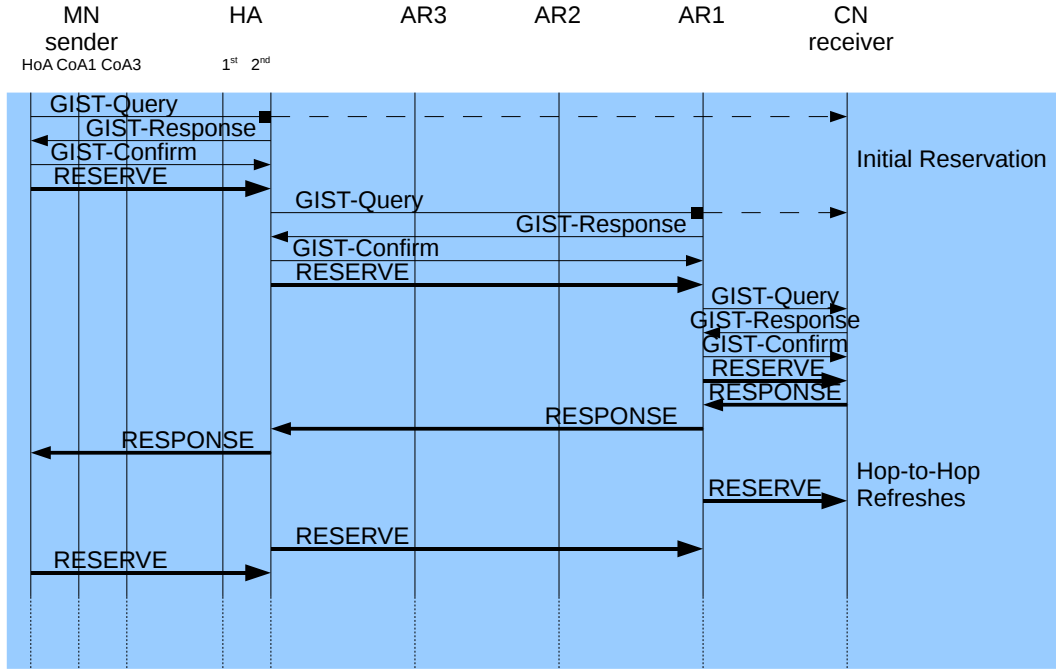 MN HA AR3 AR2 AR1 CN
sender receiver
HoA CoA1 CoA3 1st 2nd
GIST-Query
GIST-Response
GIST-Confirm
Initial Reservation
RESERVE
GIST-Query
GIST-Response
GIST-Confirm
RESERVE
GIST-Query
GIST-Response
GIST-Confirm
RESERVE
RESPONSE
RESPONSE
RESPONSE
Hop-to-Hop
RESERVE
Refreshes
RESERVE
RESERVE